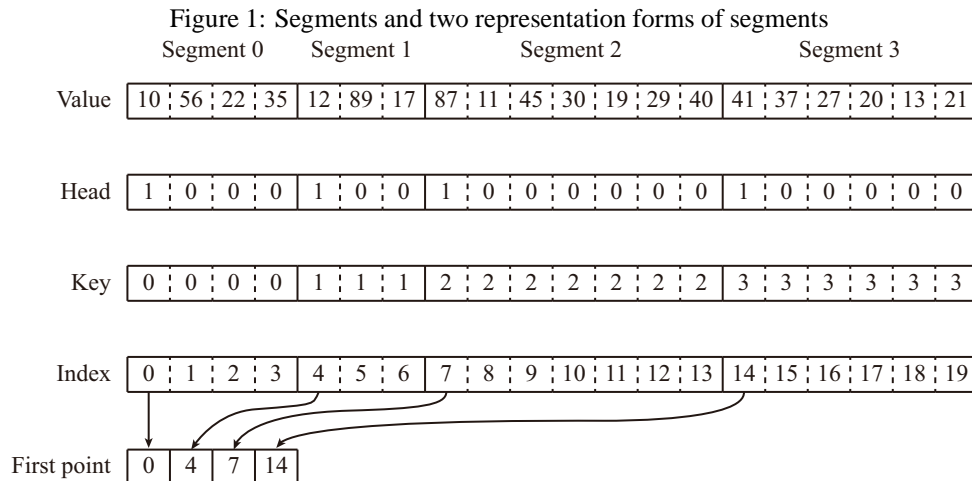 Figure 1: Segments and two representation forms of segments
Segment 0 Segment 1 Segment 2 Segment 3
Value 10 56 22 35 12 89 17 87 11 45 30 19 29 40 41 37 27 20 13 21
Head 1 0 0 0 1 0 0 1 0 0 0 0 0 0 1 0 0 0 0 0
Key 0 0 0 0 1 1 1 2 2 2 2 2 2 2 3 3 3 3 3 3
Index 0 1 2 3 4 5 6 7 8 9 10 11 12 13 14 15 16 17 18 19
First point 0 4 7 14